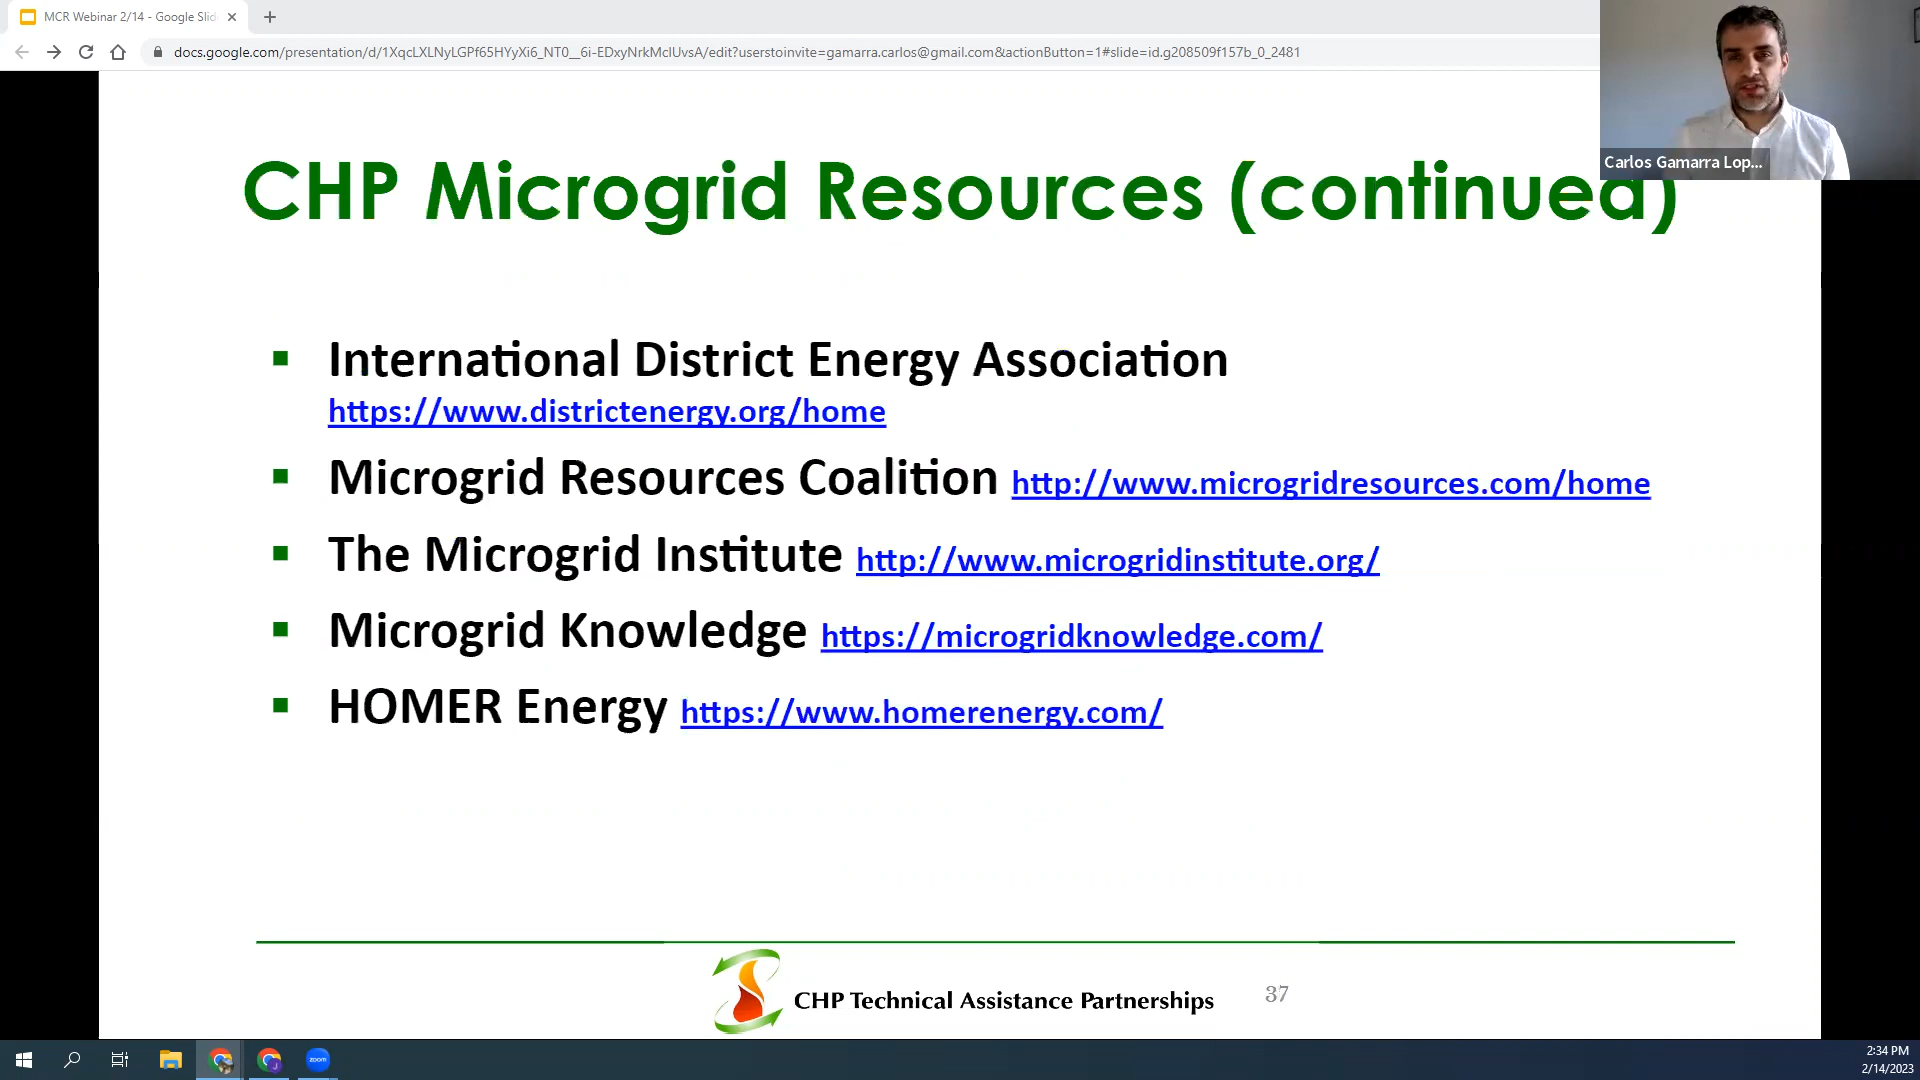 MCR Webinar 2/14 - Google Slid
docs.google.com/presentation/d/1XqcLXLNyLGPf65HYyXi6_NT0__6i-EDxyNrkMcIUvsA/edit?userstoinvite=gamarra.carlos@gmail.com&actionButton=1#slide=id.g208509f157b_0_2481
Carlos Gamarra Lop...
CHP Microgrid Resources (continued)
▪ International District Energy Association
https://www.districtenergy.org/home
▪ Microgrid Resources Coalition http://www.microgridresources.com/home
▪ The Microgrid Institute http://www.microgridinstitute.org/
▪ Microgrid Knowledge https://microgridknowledge.com/
▪ HOMER Energy https://www.homerenergy.com/
CHP Technical Assistance Partnerships
37
zoom
2:34 PM
2/14/2023